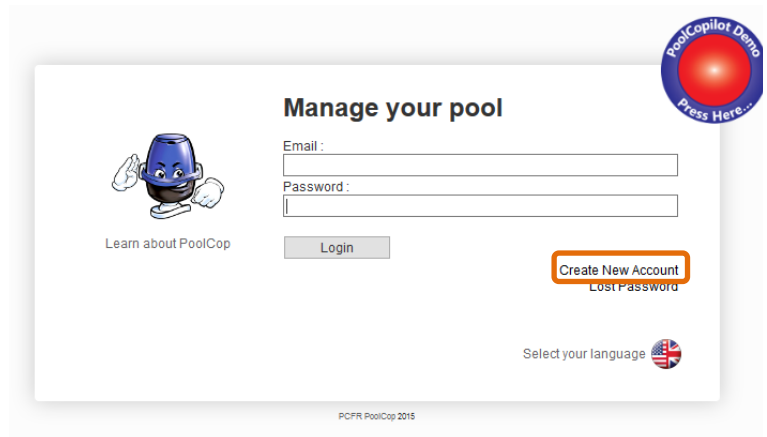 PoolCopilot Demo
Press Here...
Manage your pool
Email :
Password :
Learn about PoolCop
Login
Create New Account
Lost Password
Select your language
PCFR PoolCop 2015